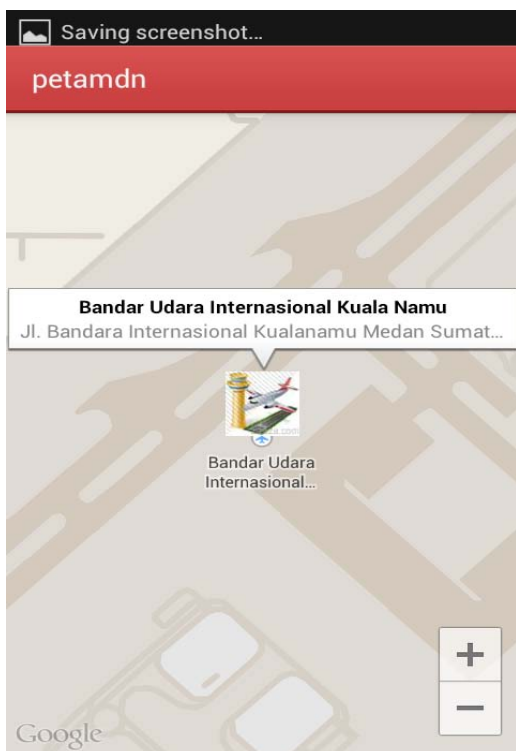 Saving screenshot...
petamdn
Bandar Udara Internasional Kuala Namu
Jl. Bandara Internasional Kualanamu Medan Sumat...
Bandar Udara
Internasional...
+
−
Google